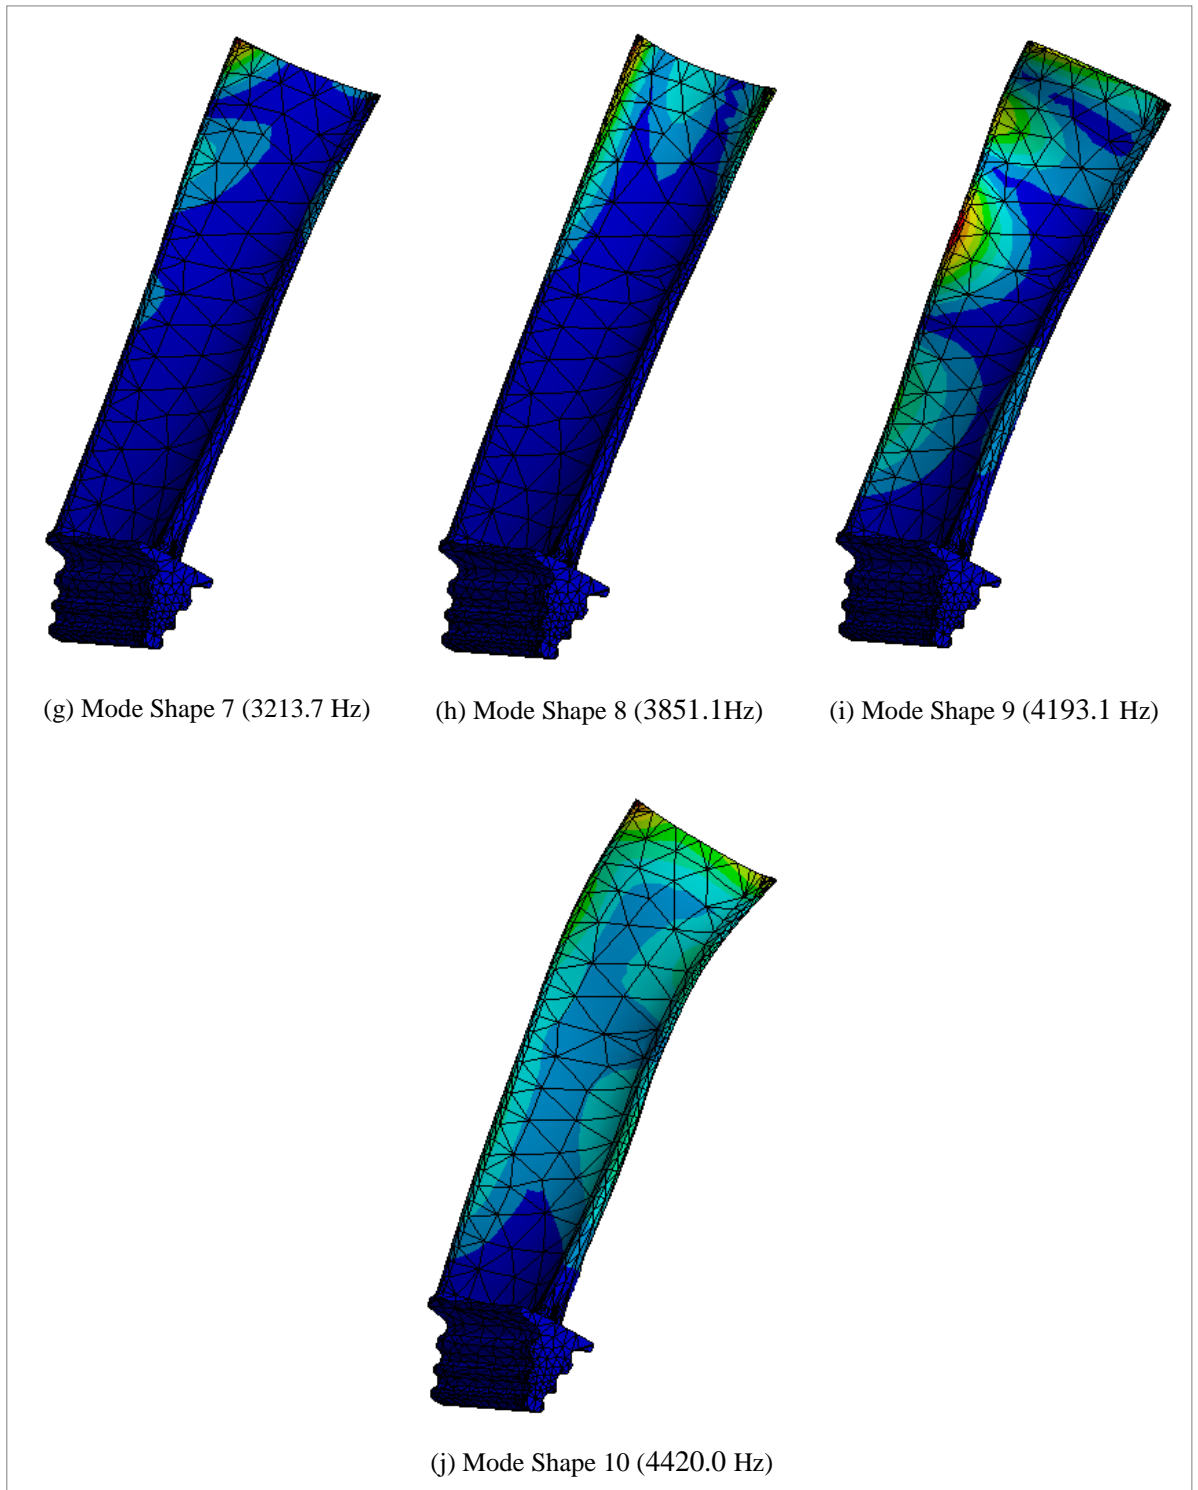 (g) Mode Shape 7 (3213.7 Hz)
(h) Mode Shape 8 (3851.1Hz)
(i) Mode Shape 9 (4193.1 Hz)
(j) Mode Shape 10 (4420.0 Hz)